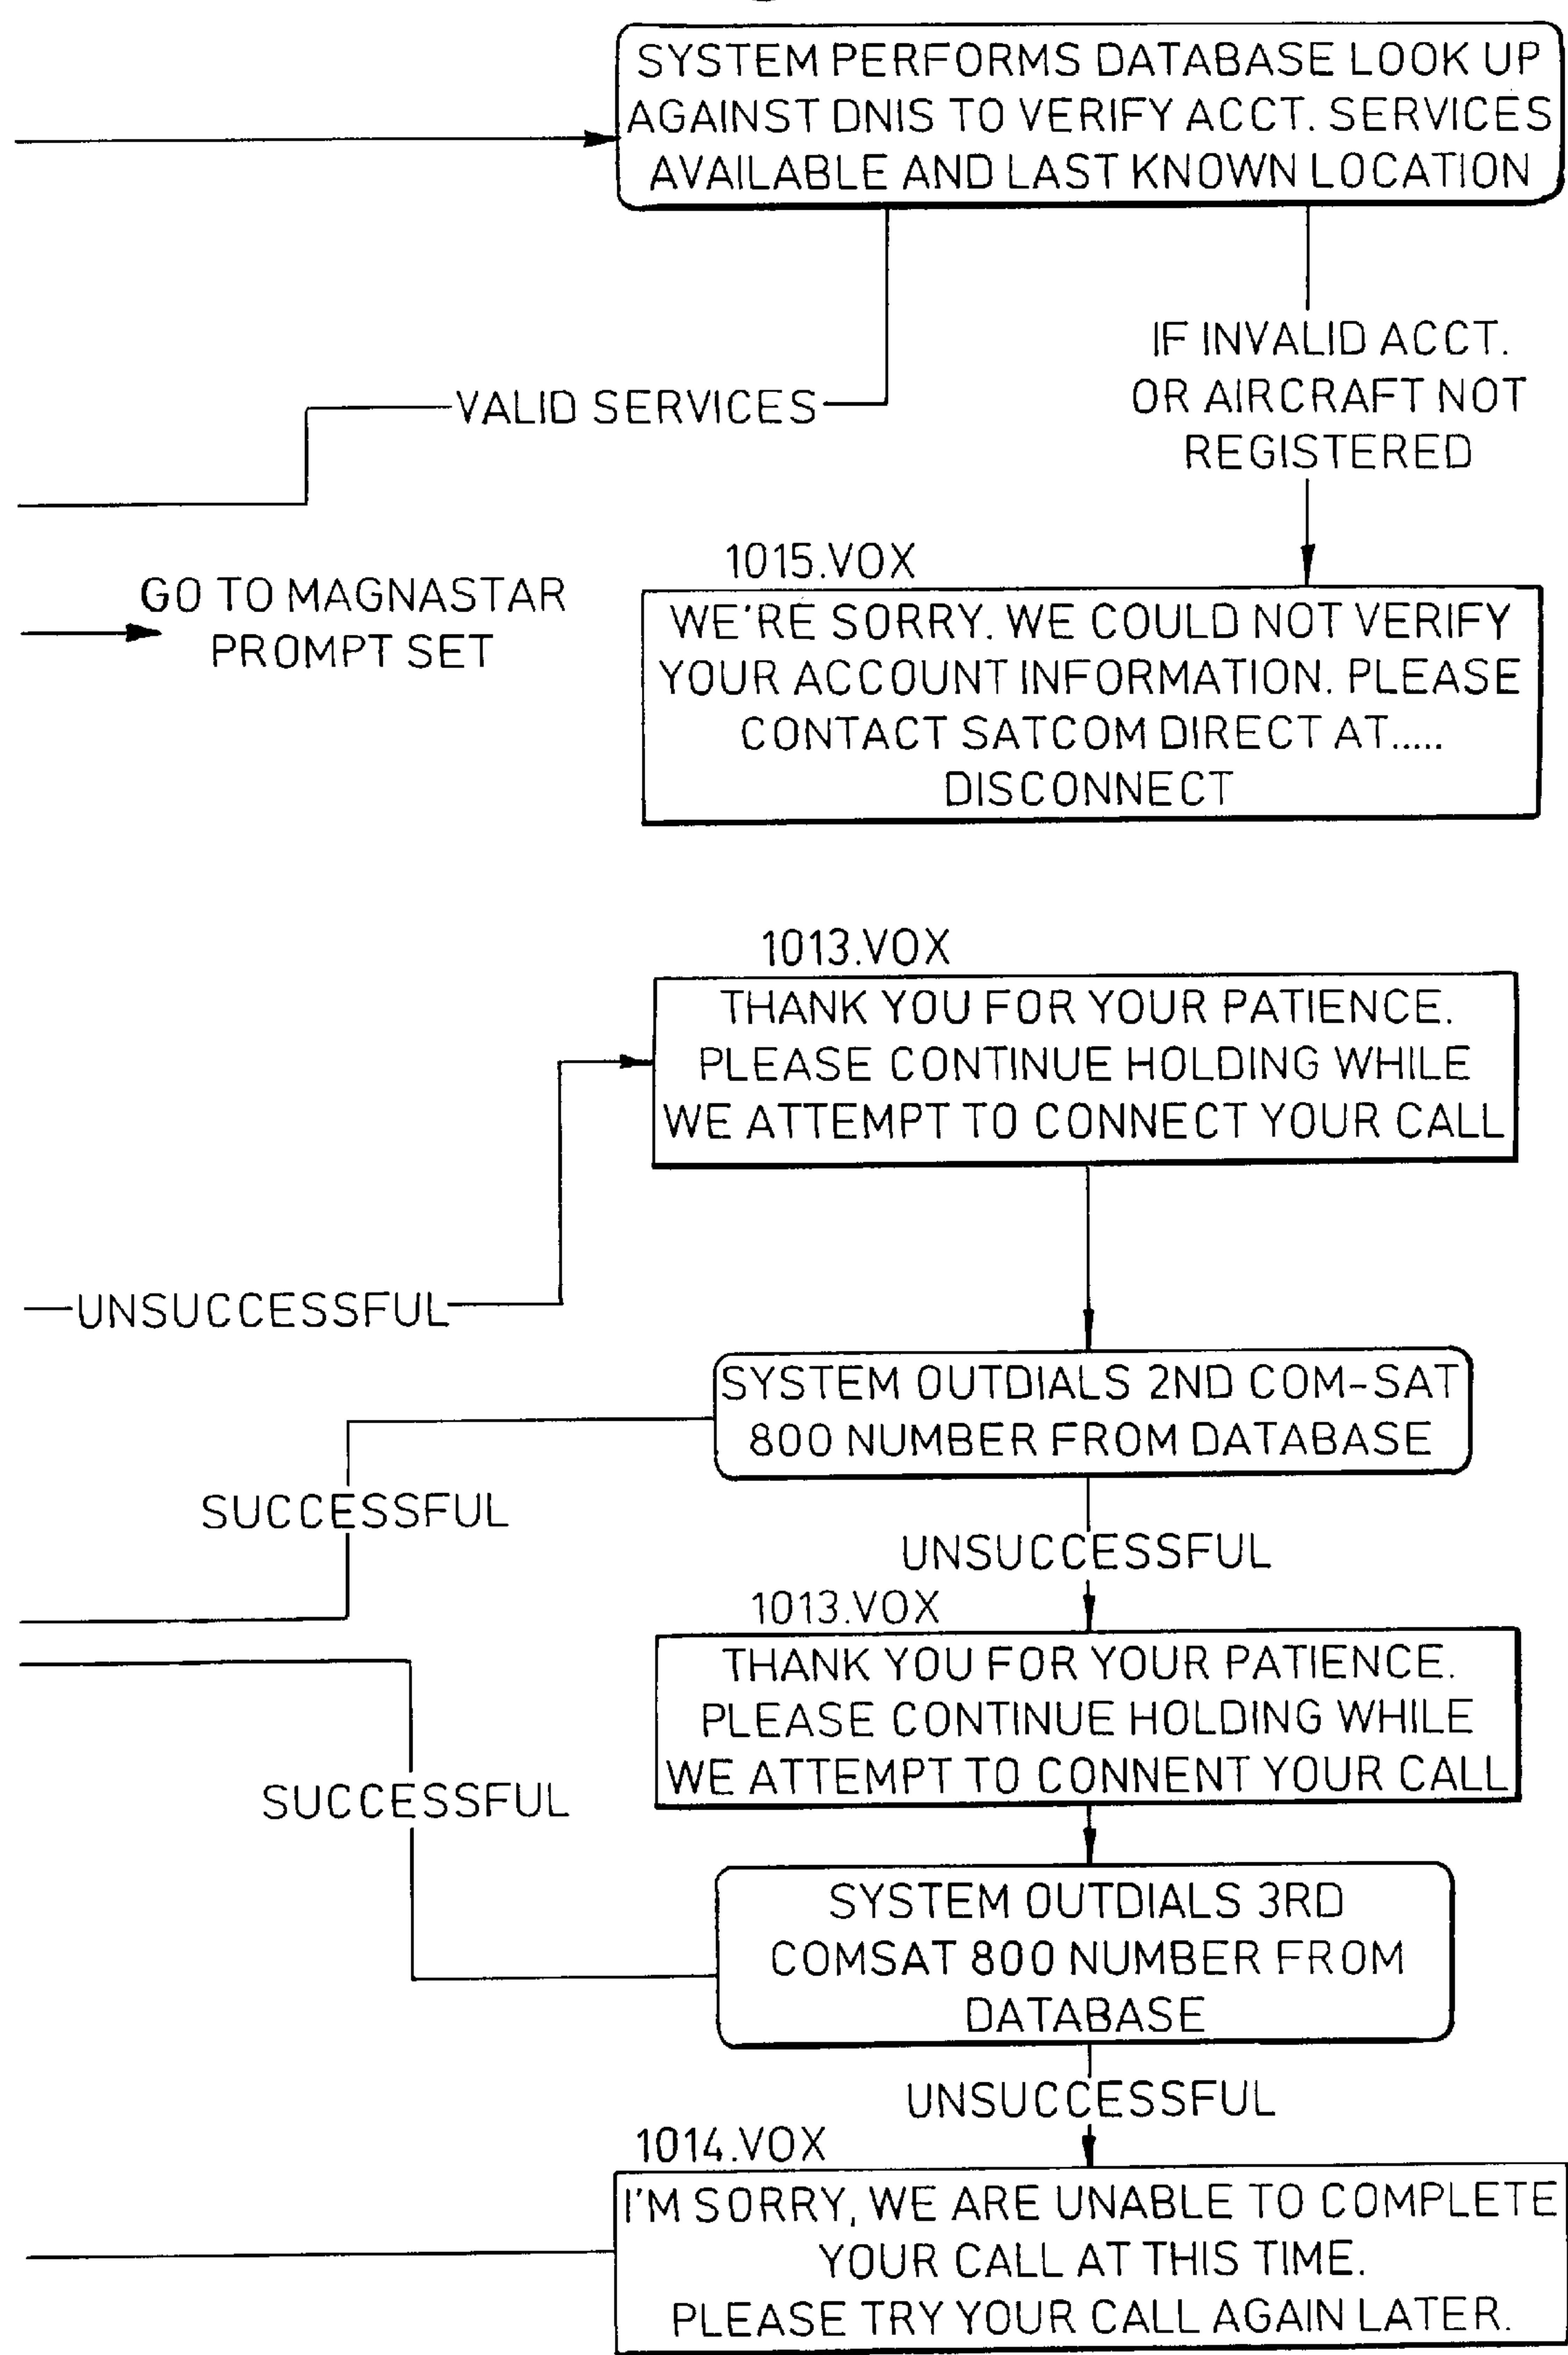 SYSTEM PERFORMS DATABASE LOOK UP
AGAINST DNIS TO VERIFY ACCT. SERVICES
AVAILABLE AND LAST KNOWN LOCATION
VALID SERVICES
IF INVALID ACCT.
OR AIRCRAFT NOT
REGISTERED
GO TO MAGNASTAR
PROMPT SET
1015.VOX
WE'RE SORRY. WE COULD NOT VERIFY
YOUR ACCOUNT INFORMATION. PLEASE
CONTACT SATCOM DIRECT AT.....
DISCONNECT
1013.VOX
THANK YOU FOR YOUR PATIENCE.
PLEASE CONTINUE HOLDING WHILE
WE ATTEMPT TO CONNECT YOUR CALL
UNSUCCESSFUL
SYSTEM OUTDIALS 2ND COM-SAT
800 NUMBER FROM DATABASE
SUCCESSFUL
UNSUCCESSFUL
1013.VOX
THANK YOU FOR YOUR PATIENCE.
PLEASE CONTINUE HOLDING WHILE
WE ATTEMPT TO CONNENT YOUR CALL
SUCCESSFUL
SYSTEM OUTDIALS 3RD
COMSAT 800 NUMBER FROM
DATABASE
UNSUCCESSFUL
1014.VOX
I'M SORRY, WE ARE UNABLE TO COMPLETE
YOUR CALL AT THIS TIME.
PLEASE TRY YOUR CALL AGAIN LATER.